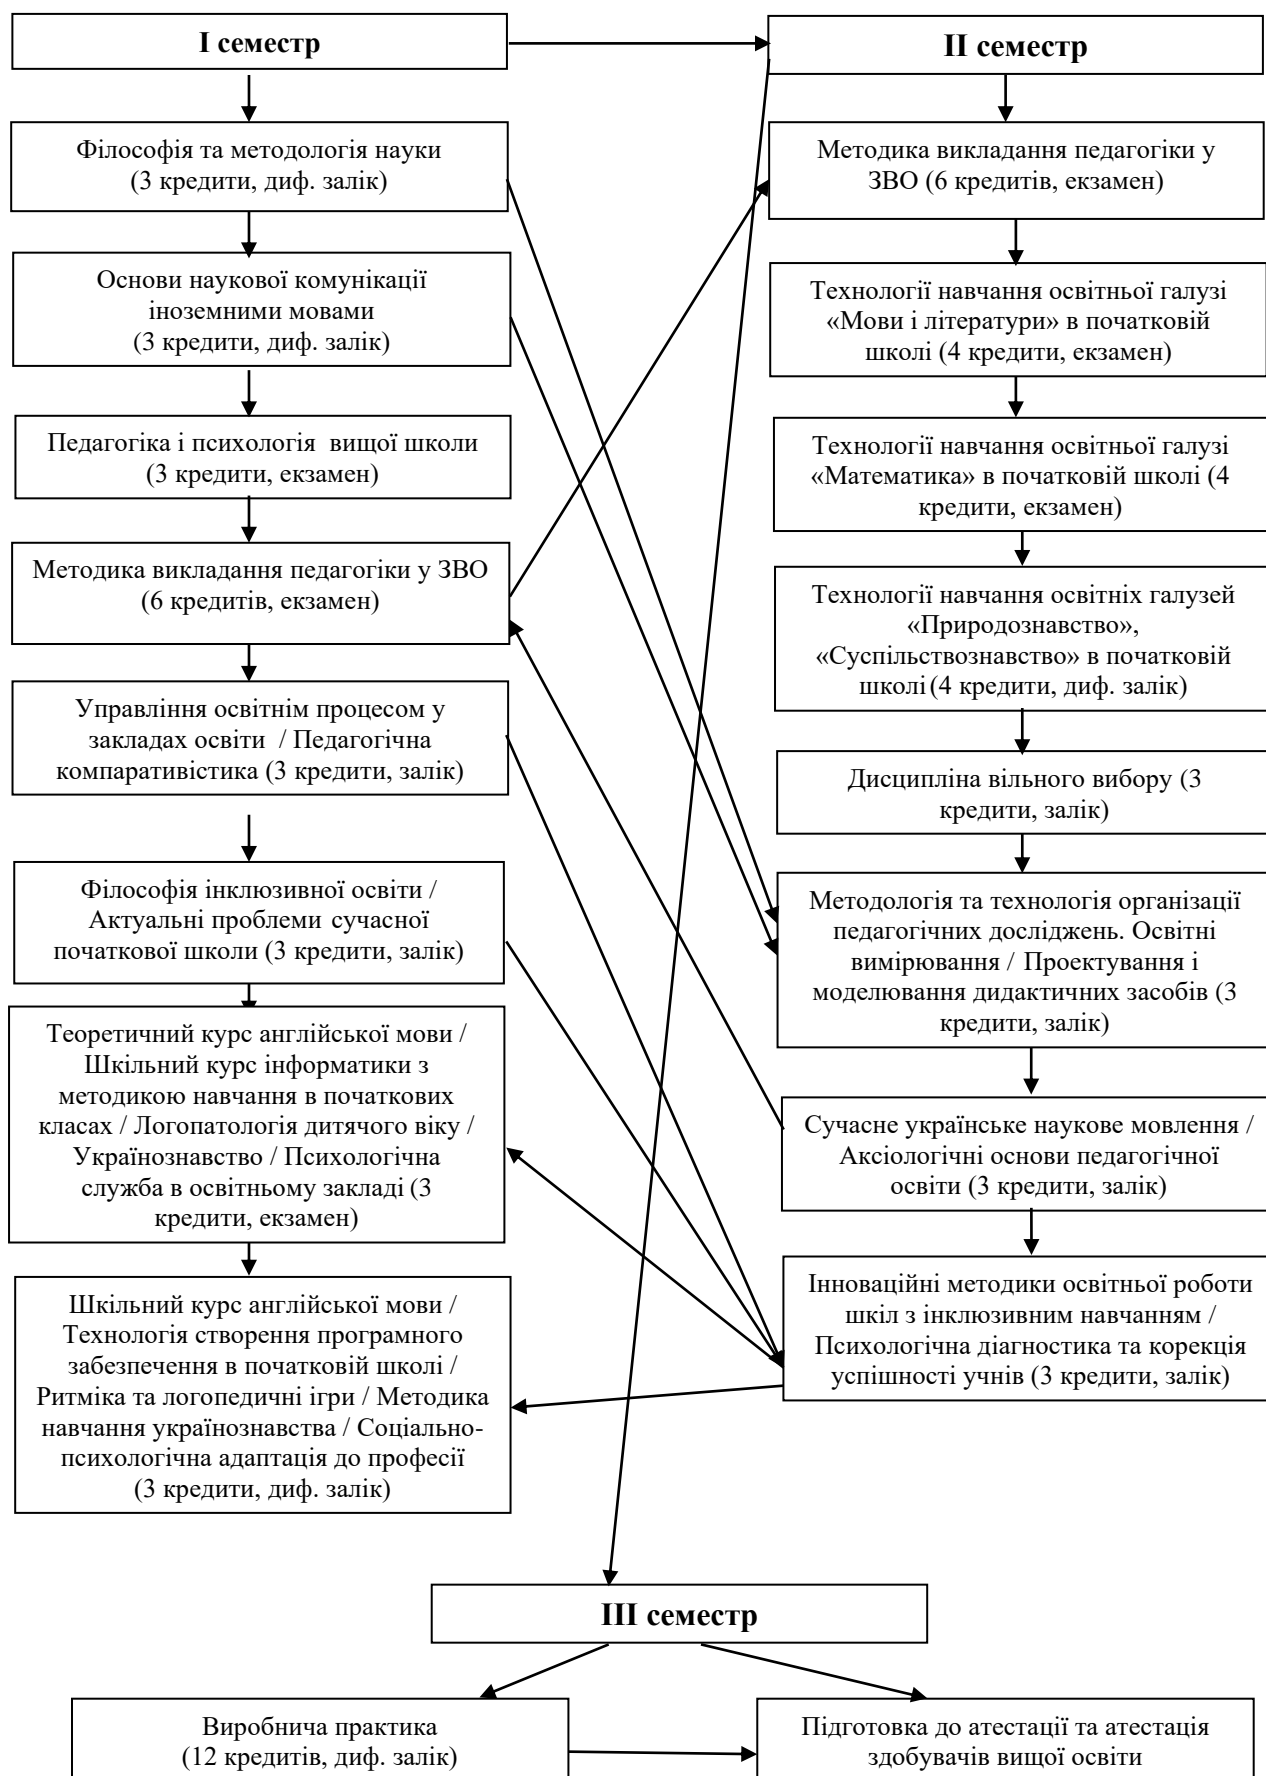 I семестр
Філософія та методологія науки
(3 кредити, диф. залік)
Основи наукової комунікації
іноземними мовами
(3 кредити, диф. залік)
Педагогіка і психологія вищої школи
(3 кредити, екзамен)
Методика викладання педагогіки у ЗВО
(6 кредитів, екзамен)
Управління освітнім процесом у
закладах освіти / Педагогічна
компаративістика (3 кредити, залік)
Філософія інклюзивної освіти /
Актуальні проблеми сучасної
початкової школи (3 кредити, залік)
Теоретичний курс англійської мови /
Шкільний курс інформатики з
методикою навчання в початкових
класах / Логопатологія дитячого віку /
Українознавство / Психологічна
служба в освітньому закладі (3
кредити, екзамен)
Шкільний курс англійської мови /
Технологія створення програмного
забезпечення в початковій школі /
Ритміка та логопедичні ігри / Методика
навчання українознавства / Соціально-
психологічна адаптація до професії
(3 кредити, диф. залік)
II семестр
Методика викладання педагогіки у
ЗВО (6 кредитів, екзамен)
Технології навчання освітньої галузі
«Мови і літератури» в початковій
школі (4 кредити, екзамен)
Технології навчання освітньої галузі
«Математика» в початковій школі (4
кредити, екзамен)
Технології навчання освітніх галузей
«Природознавство»,
«Суспільствознавство» в початковій
школі (4 кредити, диф. залік)
Дисципліна вільного вибору (3
кредити, залік)
Методологія та технологія організації
педагогічних досліджень. Освітні
вимірювання / Проектування і
моделювання дидактичних засобів (3
кредити, залік)
Сучасне українське наукове мовлення /
Аксіологічні основи педагогічної
освіти (3 кредити, залік)
Інноваційні методики освітньої роботи
шкіл з інклюзивним навчанням /
Психологічна діагностика та корекція
успішності учнів (3 кредити, залік)
III семестр
Виробнича практика
(12 кредитів, диф. залік)
Підготовка до атестації та атестація
здобувачів вищої освіти